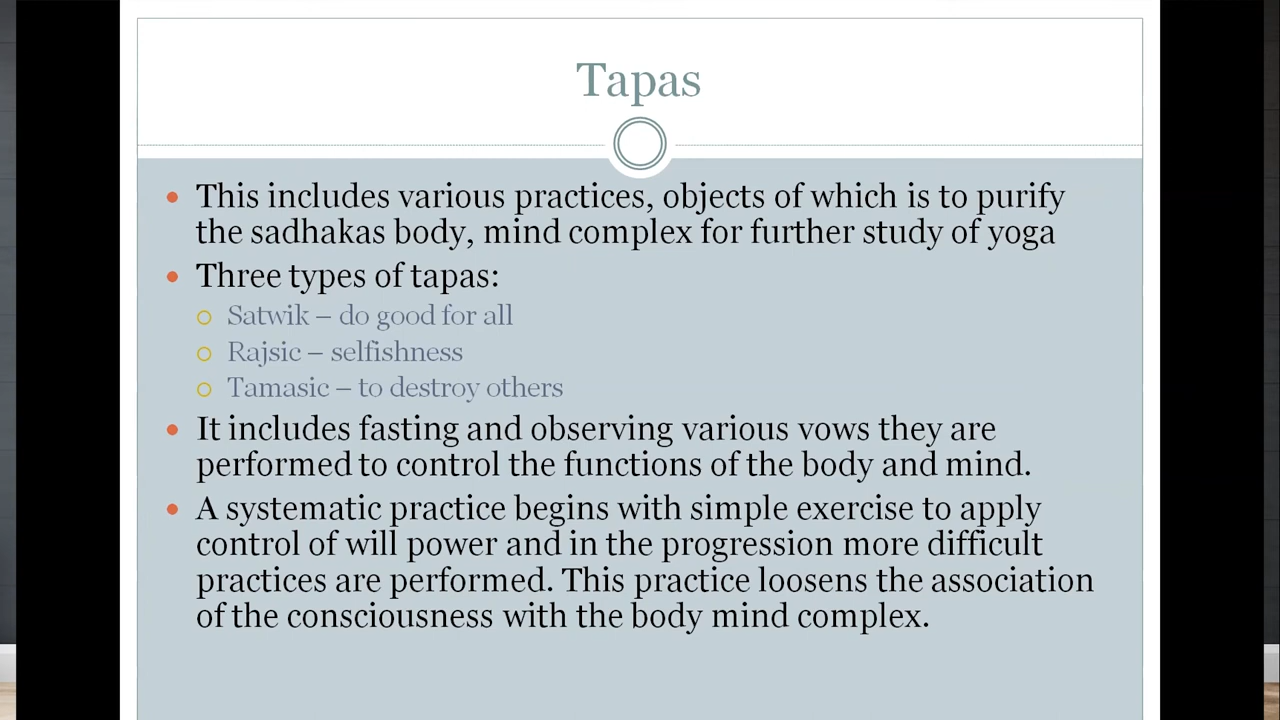 Tapas
• This includes various practices, objects of which is to purify
the sadhakas body, mind complex for further study of yoga
• Three types of tapas:
○ Satwik – do good for all
○ Rajsic – selfishness
○ Tamasic – to destroy others
• It includes fasting and observing various vows they are
performed to control the functions of the body and mind.
• A systematic practice begins with simple exercise to apply
control of will power and in the progression more difficult
practices are performed. This practice loosens the association
of the consciousness with the body mind complex.